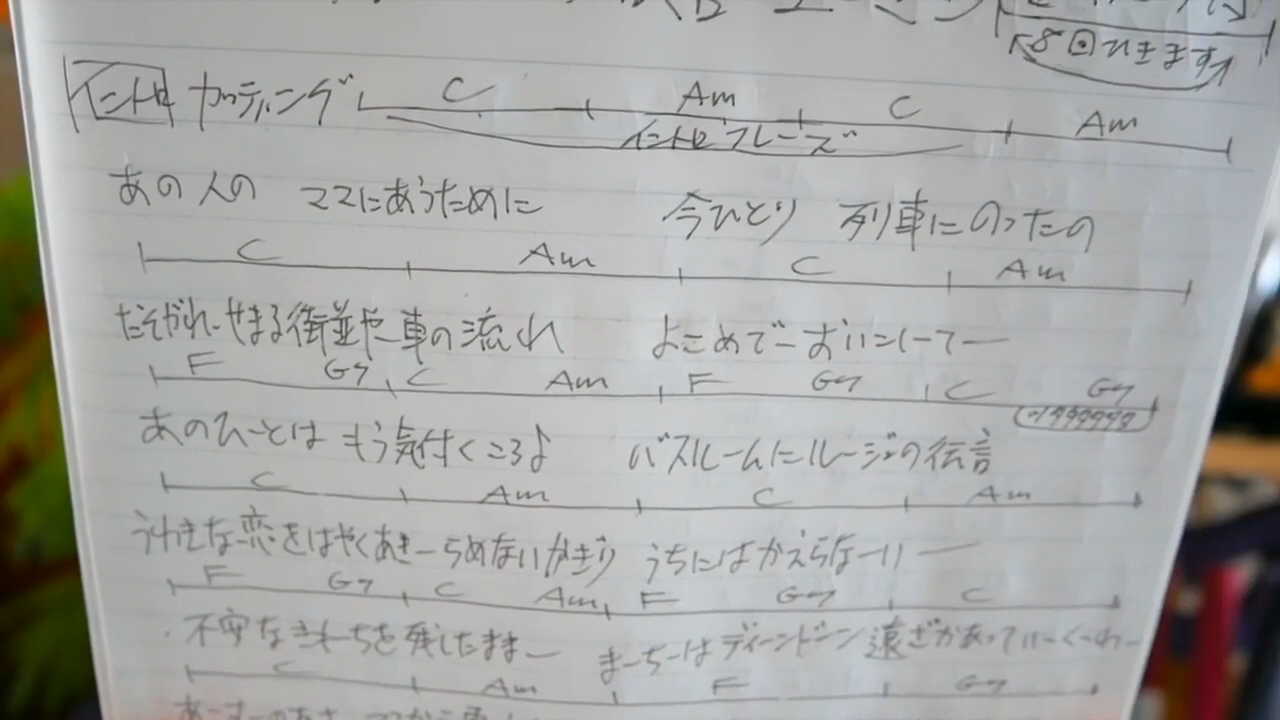 8回ひきます
イントロ カッティング C Am C Am
イントロフレーズ
あの人の ママにあうために 今ひとり 列車にのったの
C Am C Am
たそがれーせまる街並や 車の流れ よこめでーおいこしーてー
F G7 C Am F G7 C G7
あのひーとは もう気付くころよ バスルームにルージュの伝言
C Am C Am
うわきな恋をはやくあきーらめないかぎり うちにはかえらなーいー
F G7 C Am F G7 C
不安なきもーちを残したままー まーちーはディーンドーン 遠ざかあっていーくーわー
C Am F G7